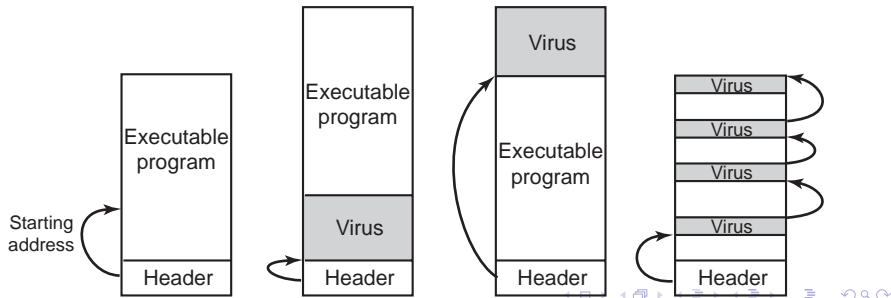 Starting
address
Executable
program
Header
Executable
program
Virus
Header
Virus
Executable
program
Header
Virus
Virus
Virus
Virus
Header